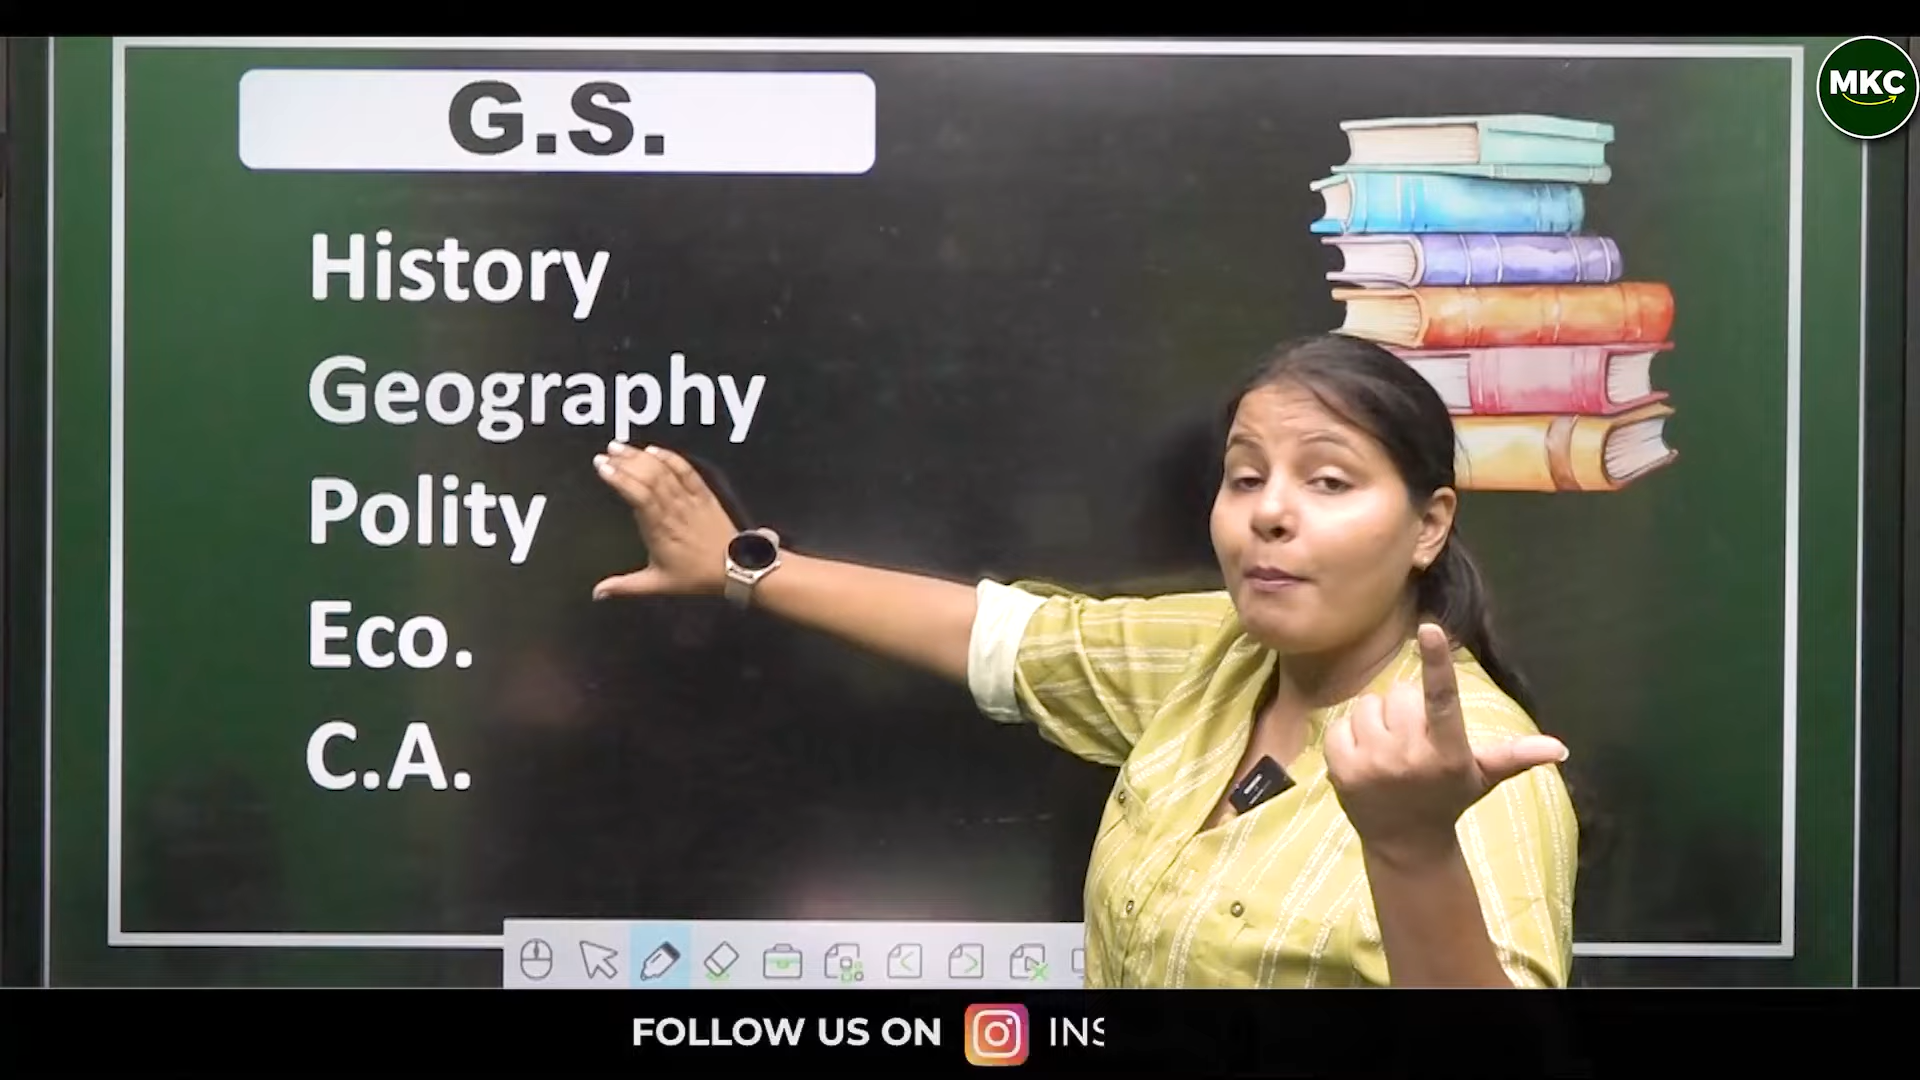 G.S.
MKC
History
Geography
Polity
Eco.
C.A.
FOLLOW US ON INS